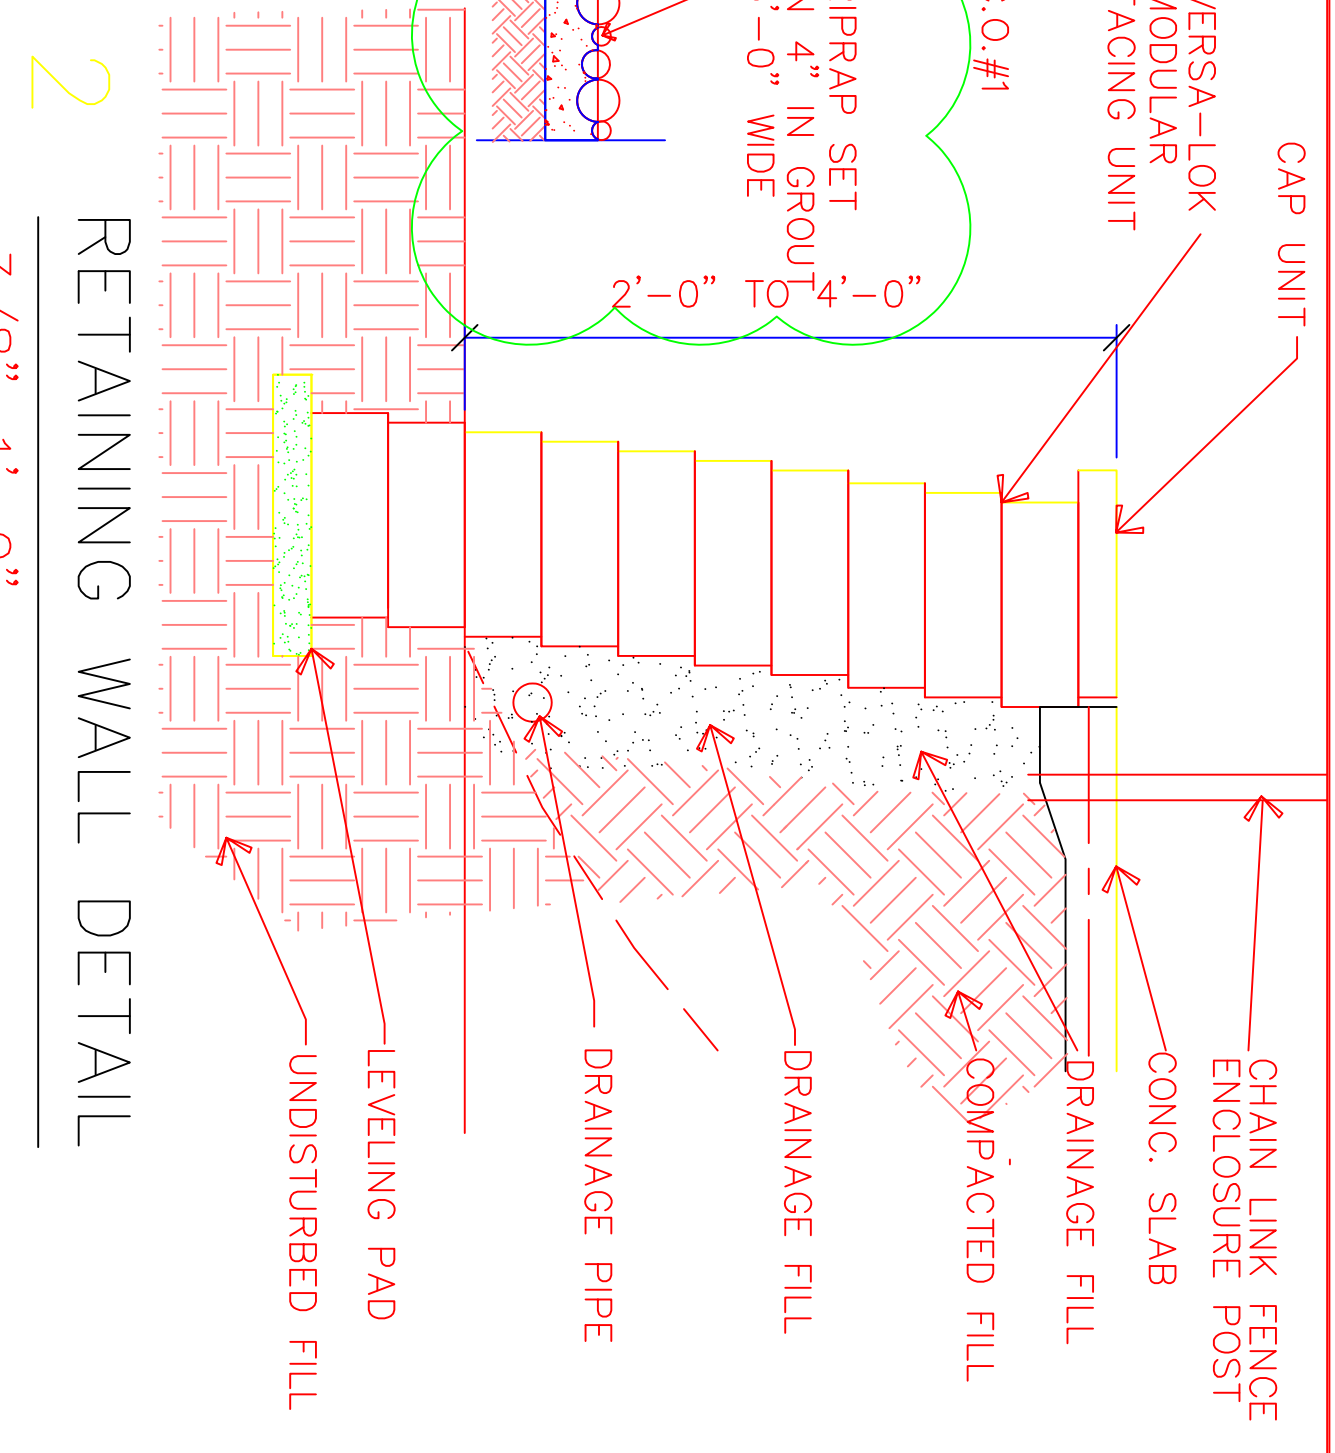 CAP UNIT
VERSA-LOK
MODULAR
UNIT
#1
SET
4" IN GROUT
WIDE
2'-0" TO 4'-0"
CHAIN LINK FENCE
ENCLOSURE POST
CONC. SLAB
DRAINAGE FILL
COMPACTED FILL
DRAINAGE FILL
DRAINAGE PIPE
LEVELING PAD
UNDISTURBED FILL
2
RETAINING WALL DETAIL